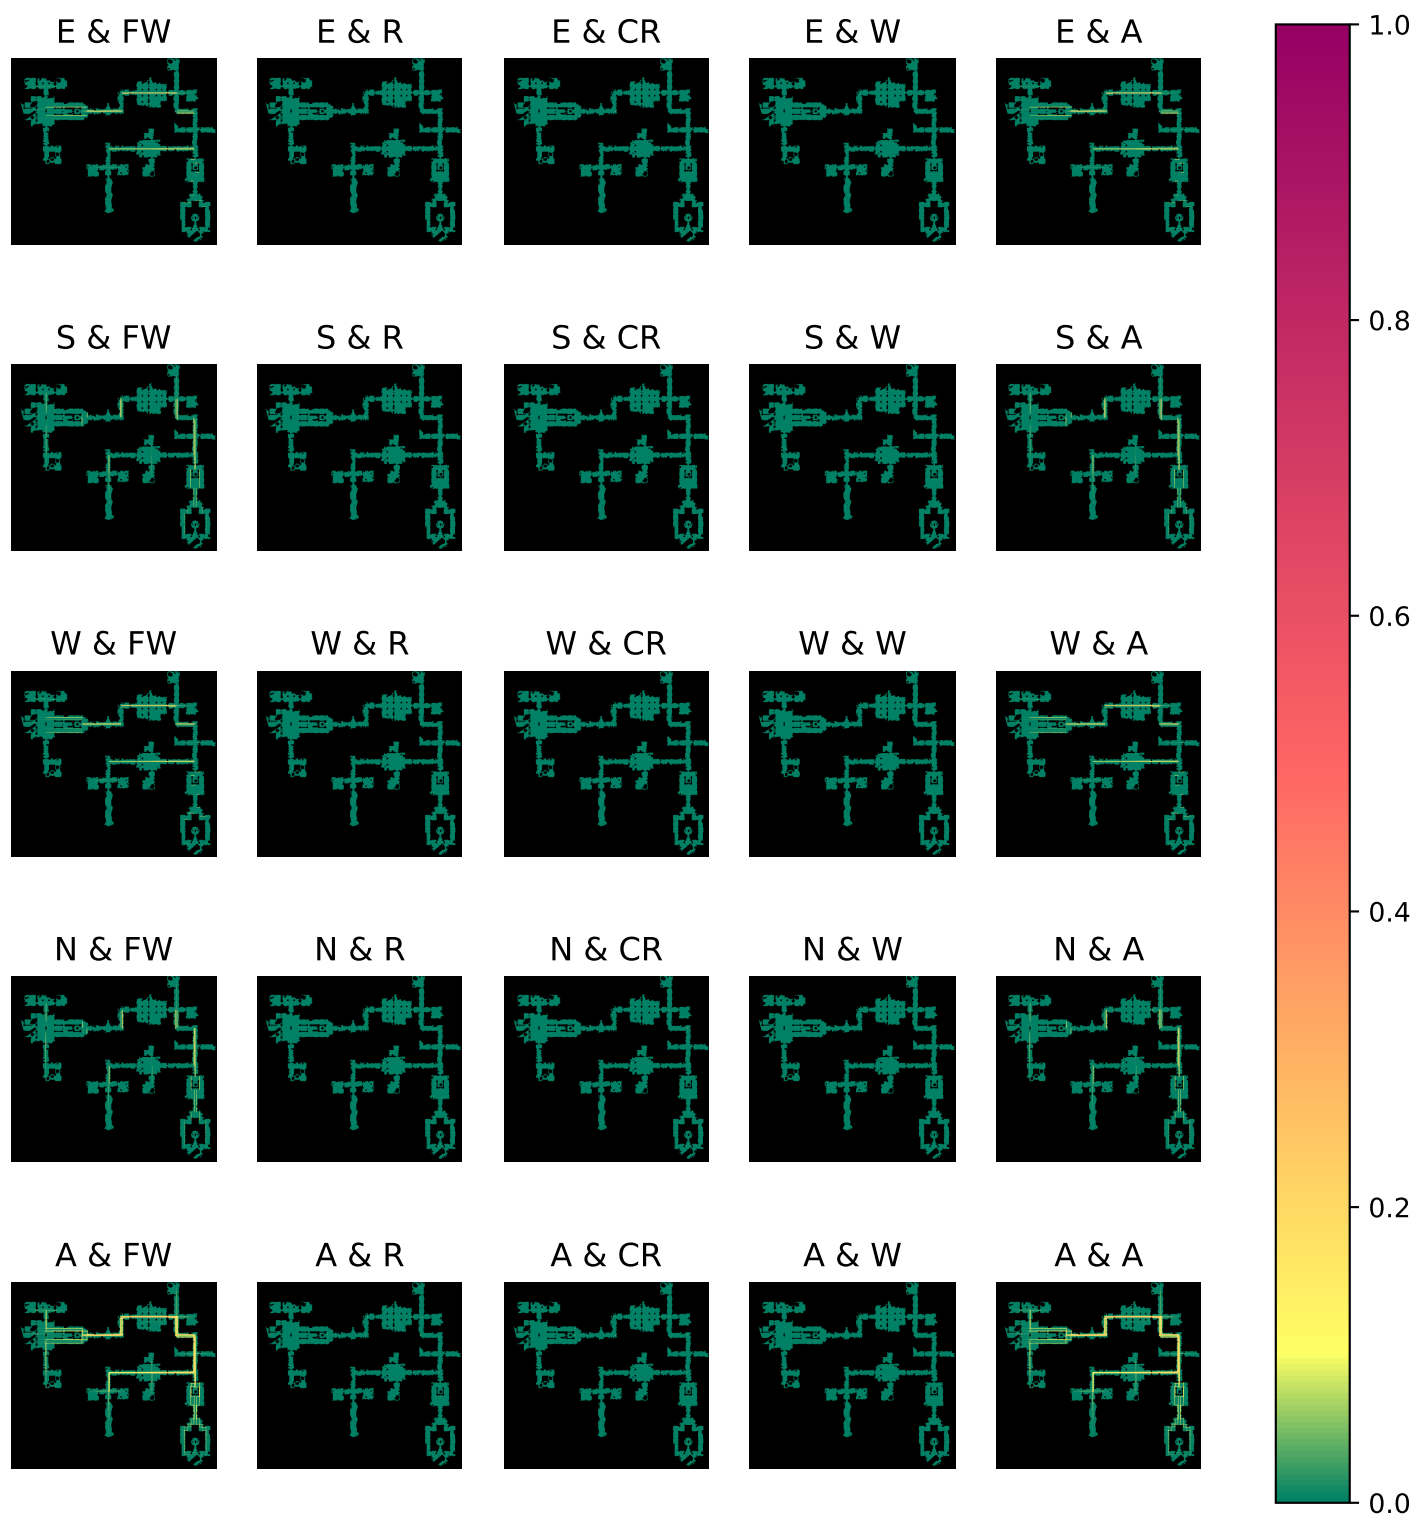 E & FW
E & R
E & CR
E & W
E & A
S & FW
S & R
S & CR
S & W
S & A
W & FW
W & R
W & CR
W & W
W & A
N & FW
N & R
N & CR
N & W
N & A
A & FW
A & R
A & CR
A & W
A & A
1.0
0.8
0.6
0.4
0.2
0.0